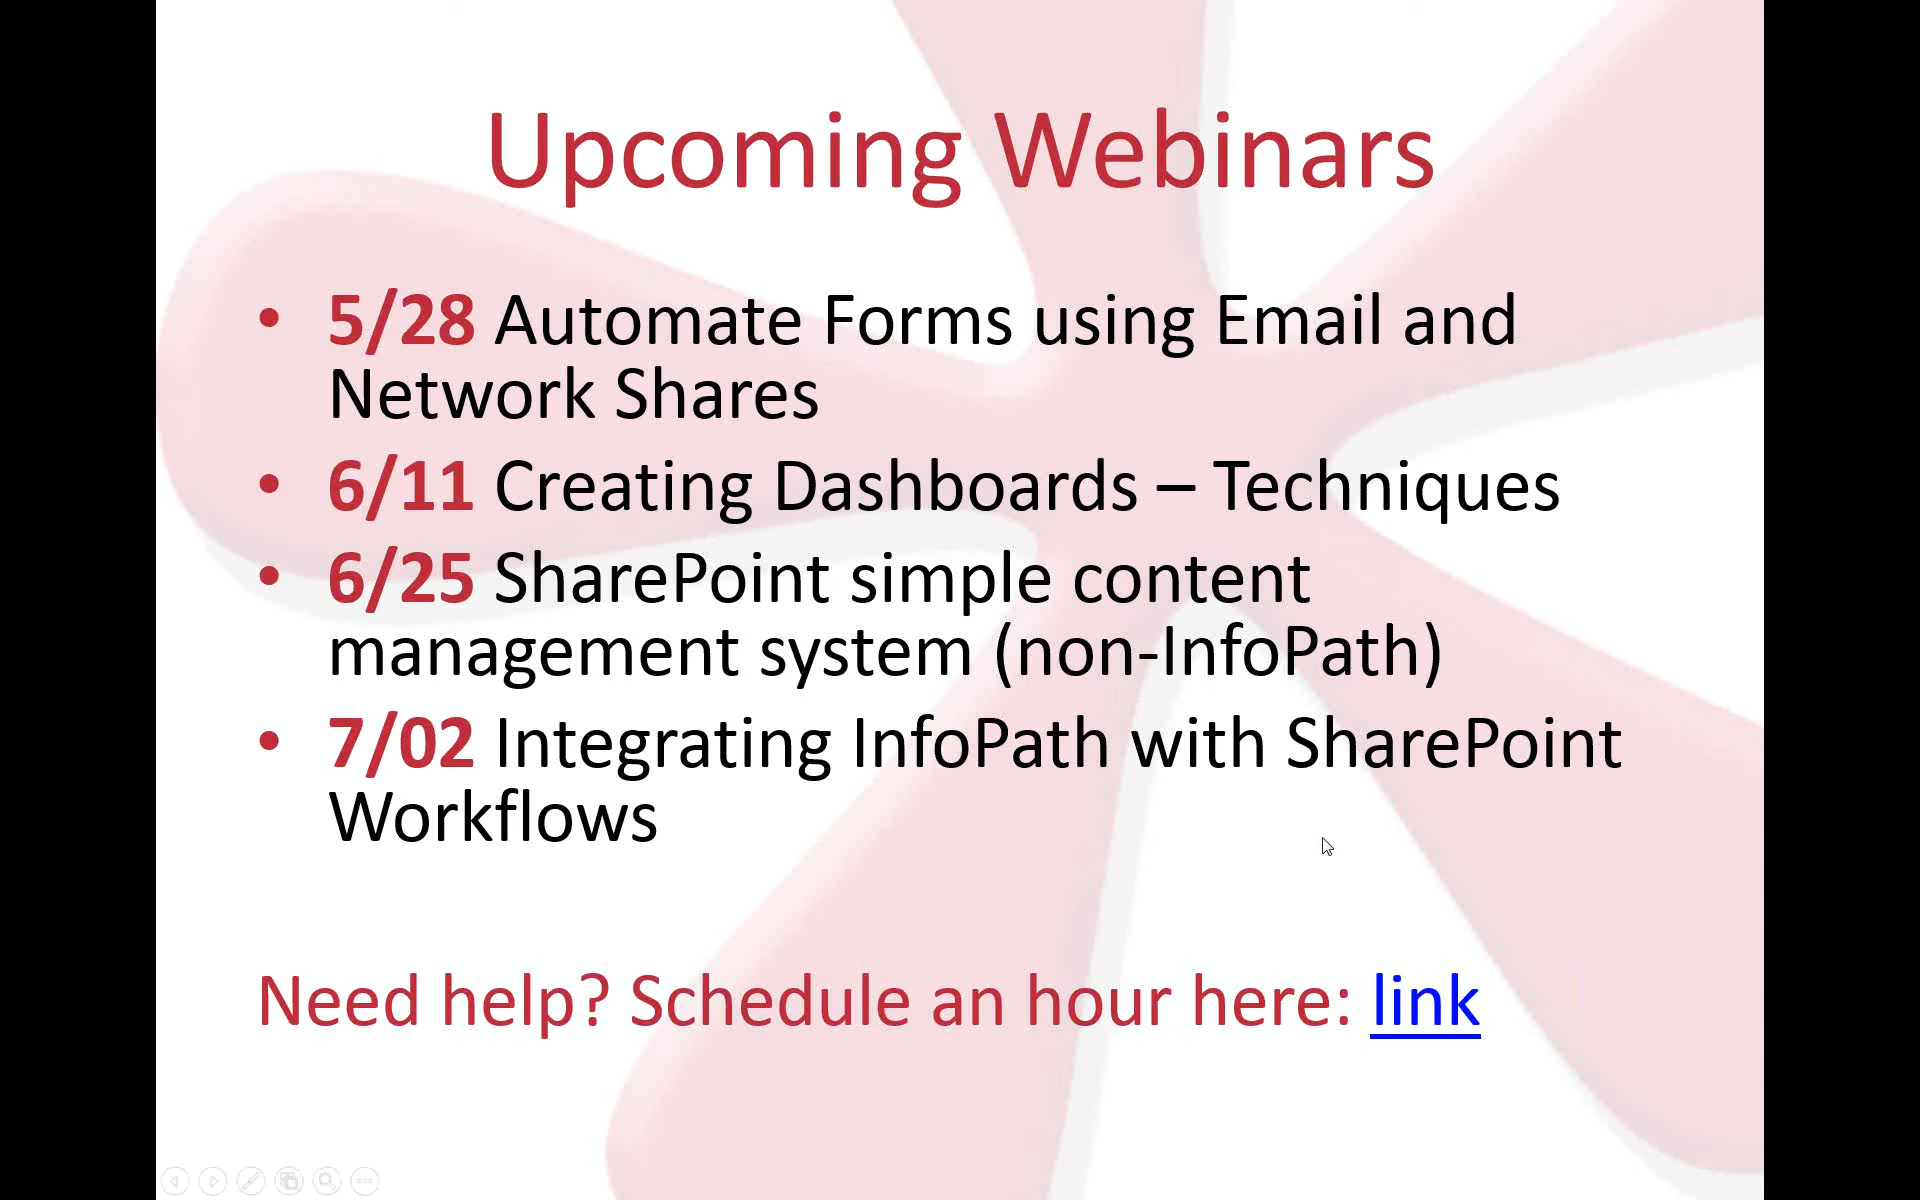 Upcoming Webinars
• 5/28 Automate Forms using Email and
Network Shares
• 6/11 Creating Dashboards – Techniques
• 6/25 SharePoint simple content
management system (non-InfoPath)
• 7/02 Integrating InfoPath with SharePoint
Workflows
Need help? Schedule an hour here: link